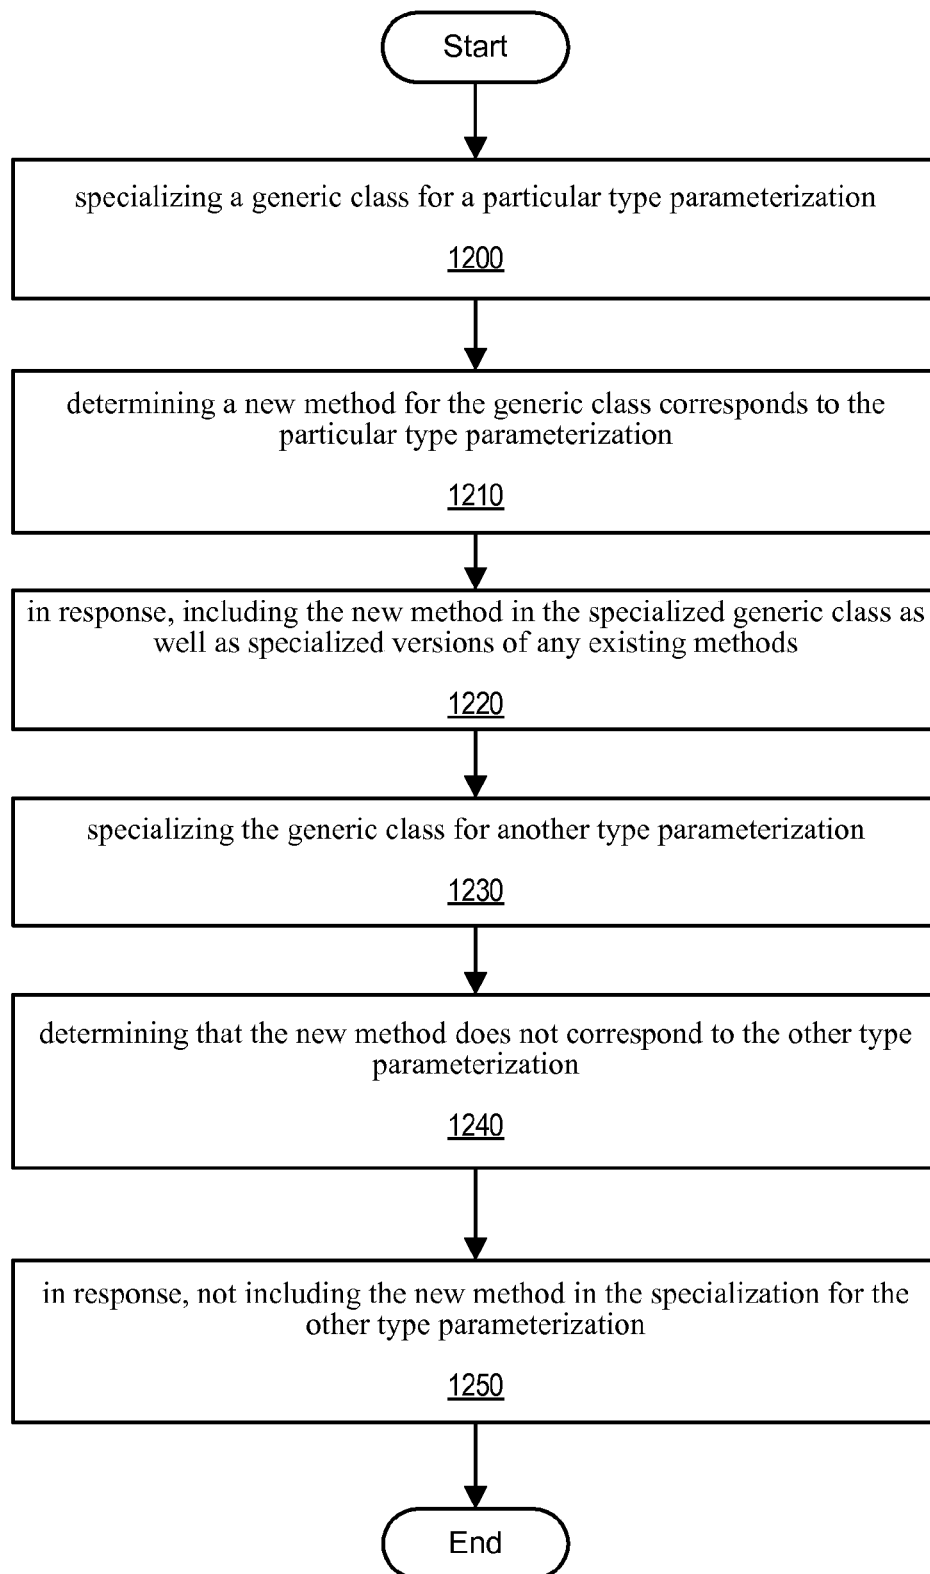 Start
specializing a generic class for a particular type parameterization
1200
determining a new method for the generic class corresponds to the
particular type parameterization
1210
in response, including the new method in the specialized generic class as
well as specialized versions of any existing methods
1220
specializing the generic class for another type parameterization
1230
determining that the new method does not correspond to the other type
parameterization
1240
in response, not including the new method in the specialization for the
other type parameterization
1250
End